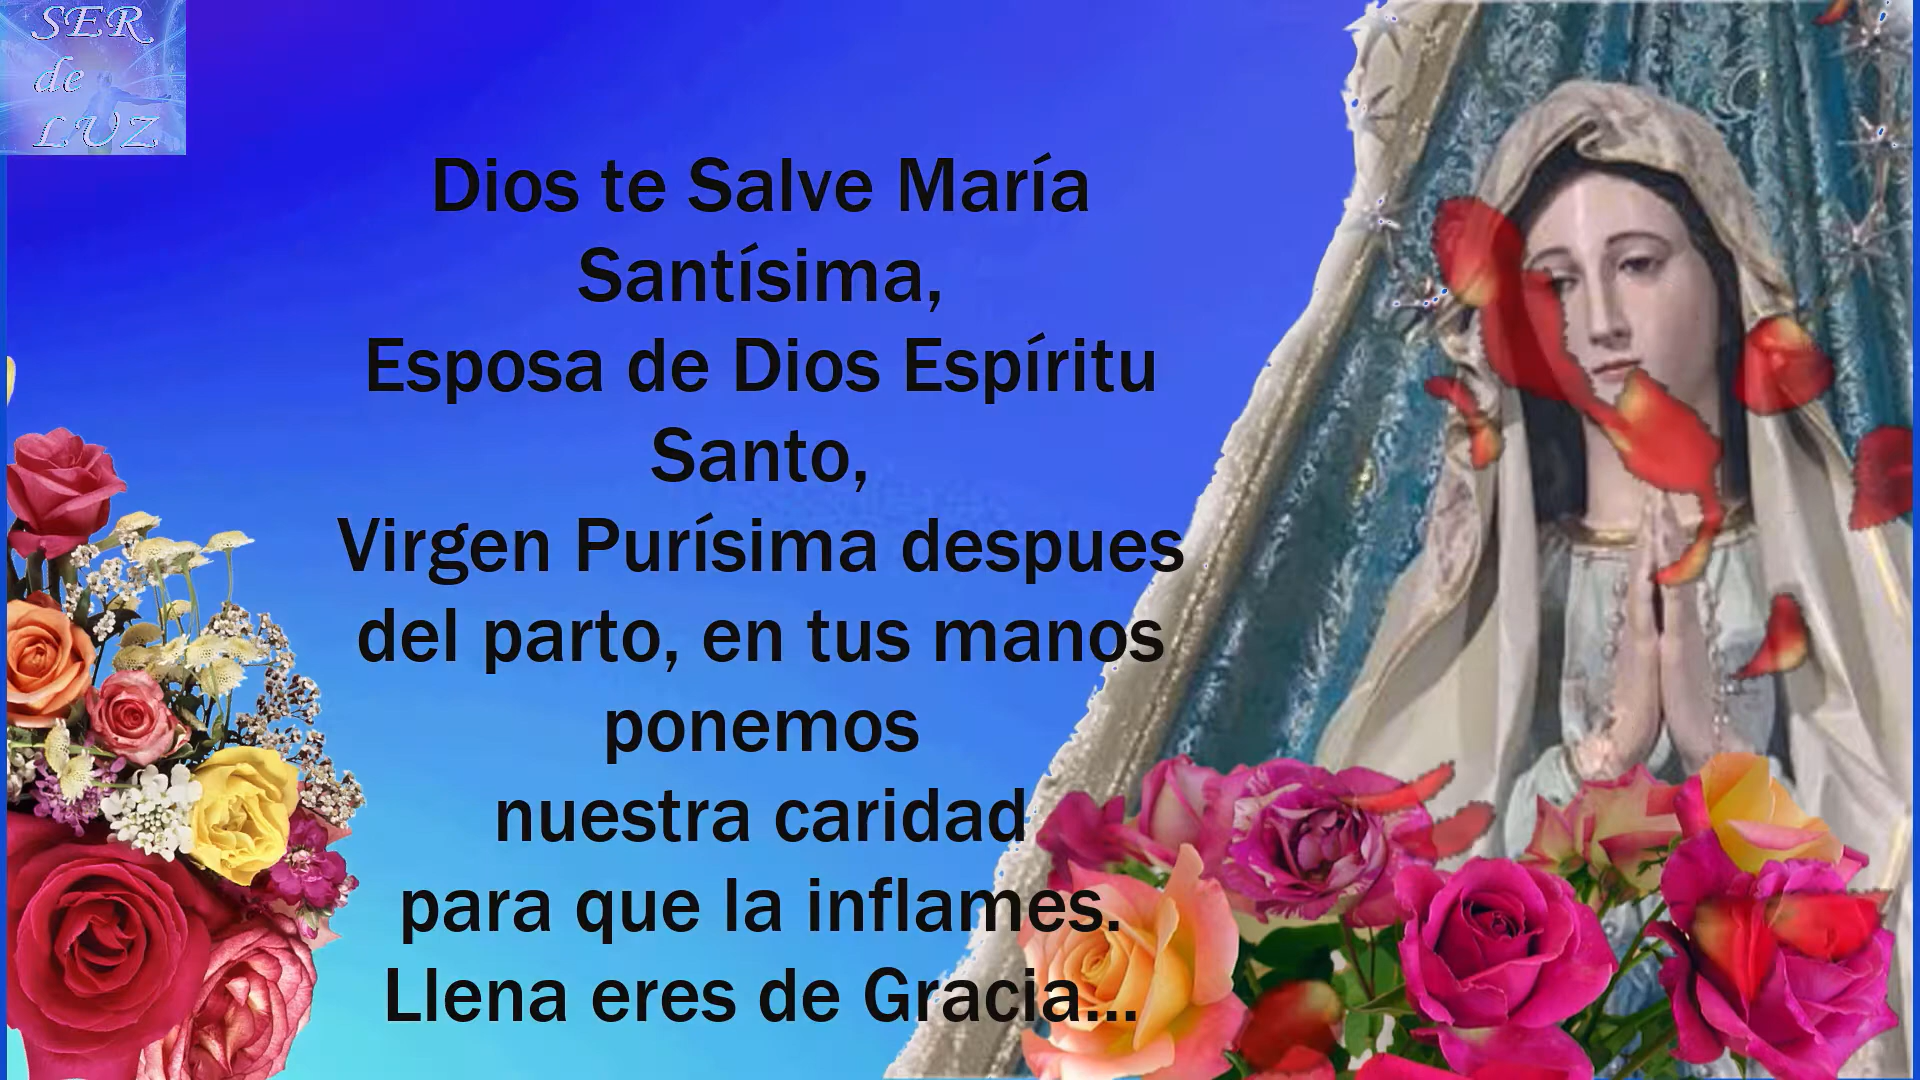 SER
de
LUZ
Dios te Salve María
Santísima,
Esposa de Dios Espíritu
Santo,
Virgen Purísima despues
del parto, en tus manos
ponemos
nuestra caridad
para que la inflames.
Llena eres de Gracia...